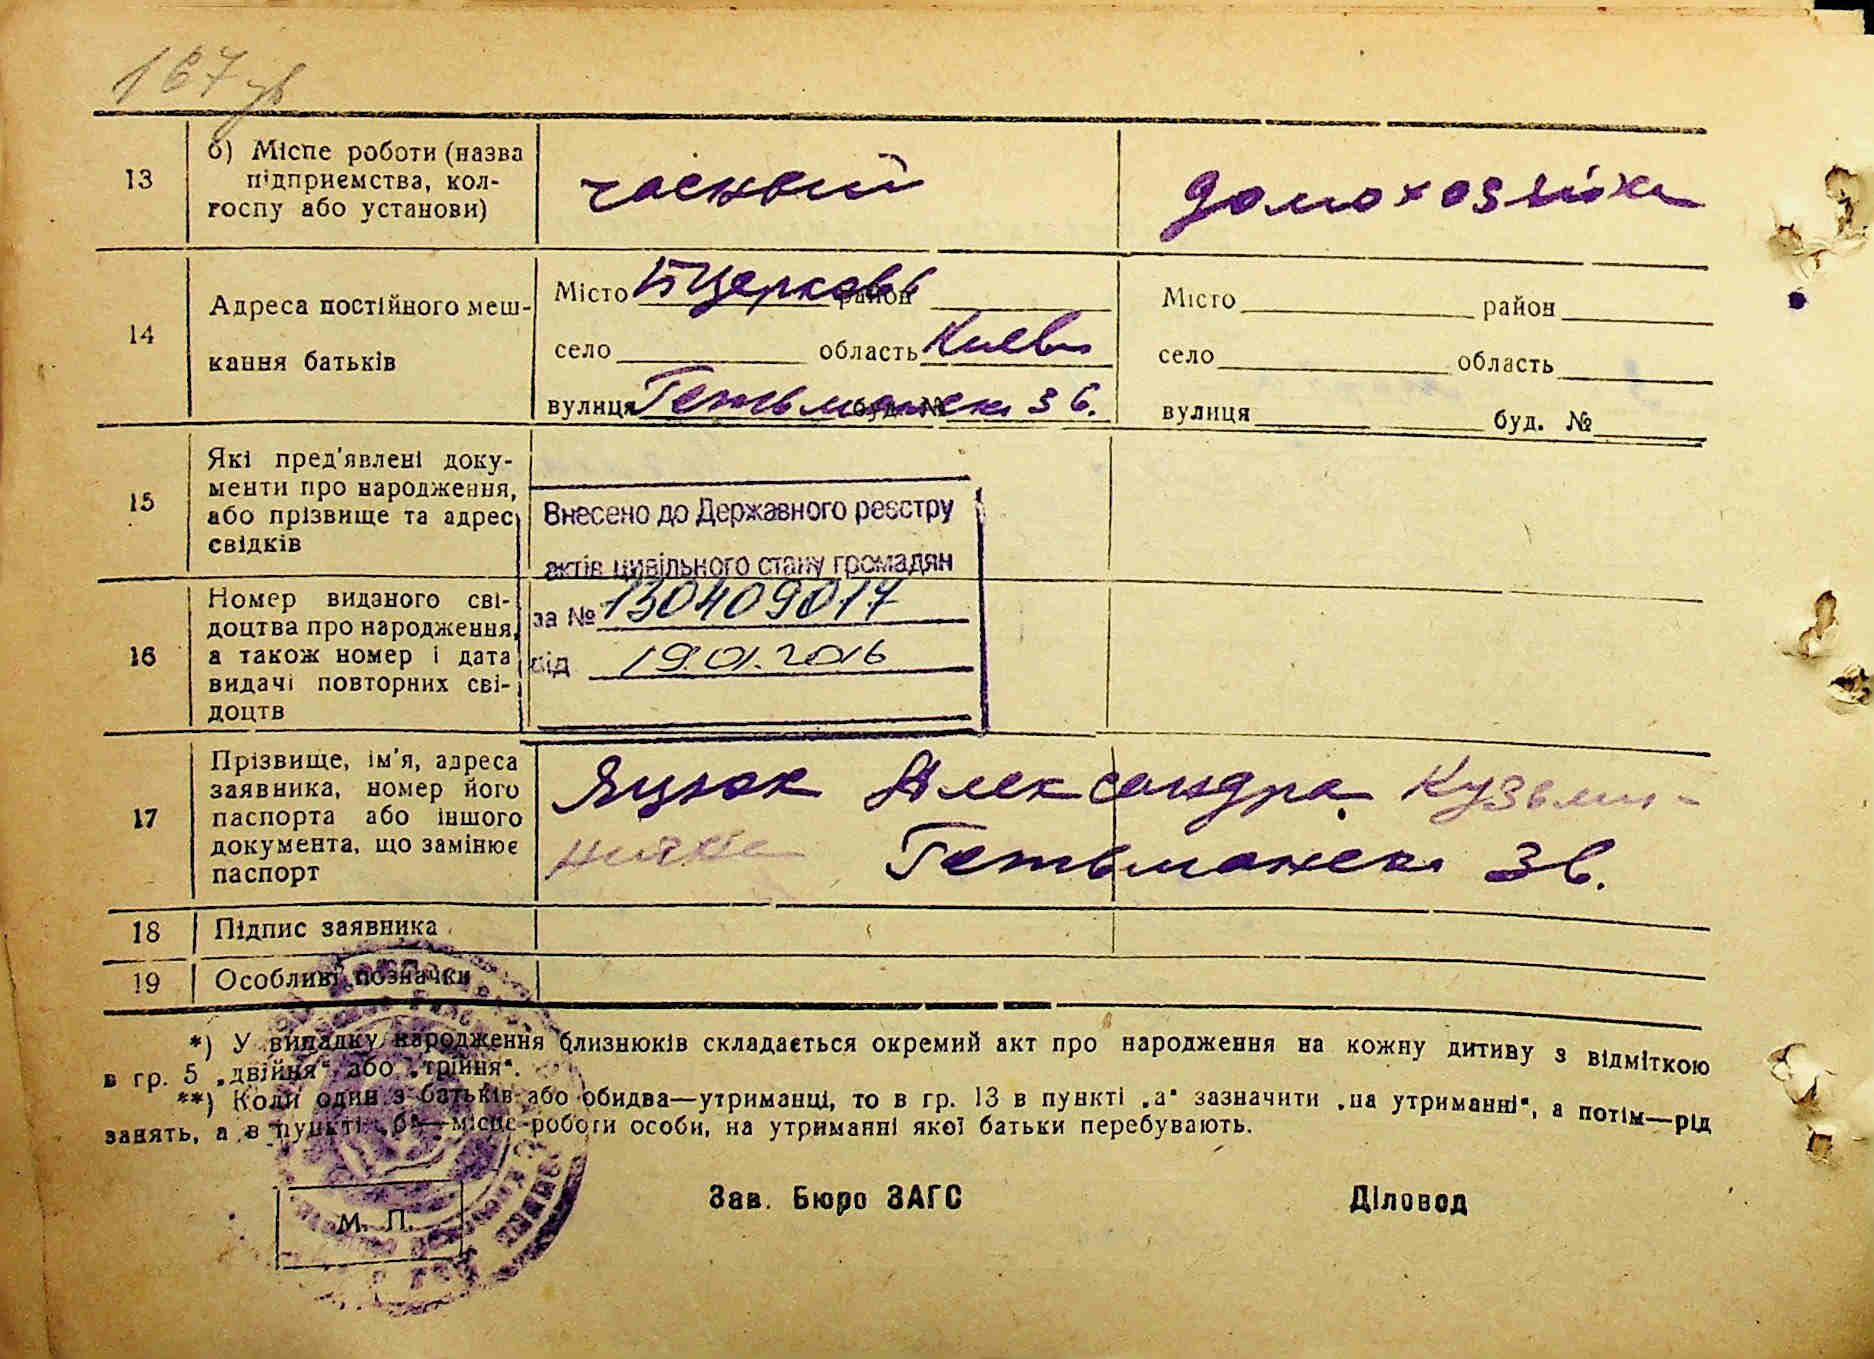 167 зв
13
б) Місце роботи (назва
підприємства, кол-
госпу або установи)
часный
домохозяйка
14
Адреса постійного меш-
кання батьків
Місто Б Церковь район
село область Киевск
вулиця Гетьманск буд. № 36.
Місто район
село область
вулиця буд. №
15
Які пред'явлені доку-
менти про народження,
або прізвище та адрес
свідків
Внесено до Державного реєстру
актів цивільного стану громадян
за № 130409017
від 19.01.2016
16
Номер виданого сві-
доцтва про народження,
а також номер і дата
видачі повторних сві-
доцтв
17
Прізвище, ім'я, адреса
заявника, номер його
паспорта або іншого
документа, що замінює
паспорт
Яцюк Александра Кузьми-
Гетьманск
18
Підпис заявника
19
Особливі позначки
*) У випадку народження близнюків складається окремий акт про народження на кожну дитину з відміткою
в гр. 5 „двійня“ або „трійня“.
**) Коли один з батьків або обидва—утриманці, то в гр. 13 в пункті „а“ зазначити „на утриманні“, а потім—рід
занять, а в пункті „б“—місце роботи особи, на утриманні якої батьки перебувають.
Зав. Бюро ЗАГС
Діловод
М. П.